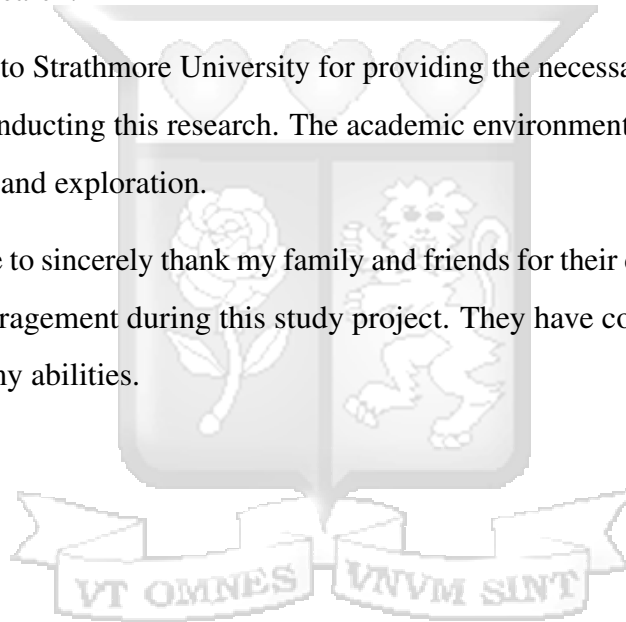 to Strathmore University for providing the necessa
nducting this research. The academic environment
and exploration.
to sincerely thank my family and friends for their
ragement during this study project. They have co
ny abilities.
VT OMNES VNVM SINT